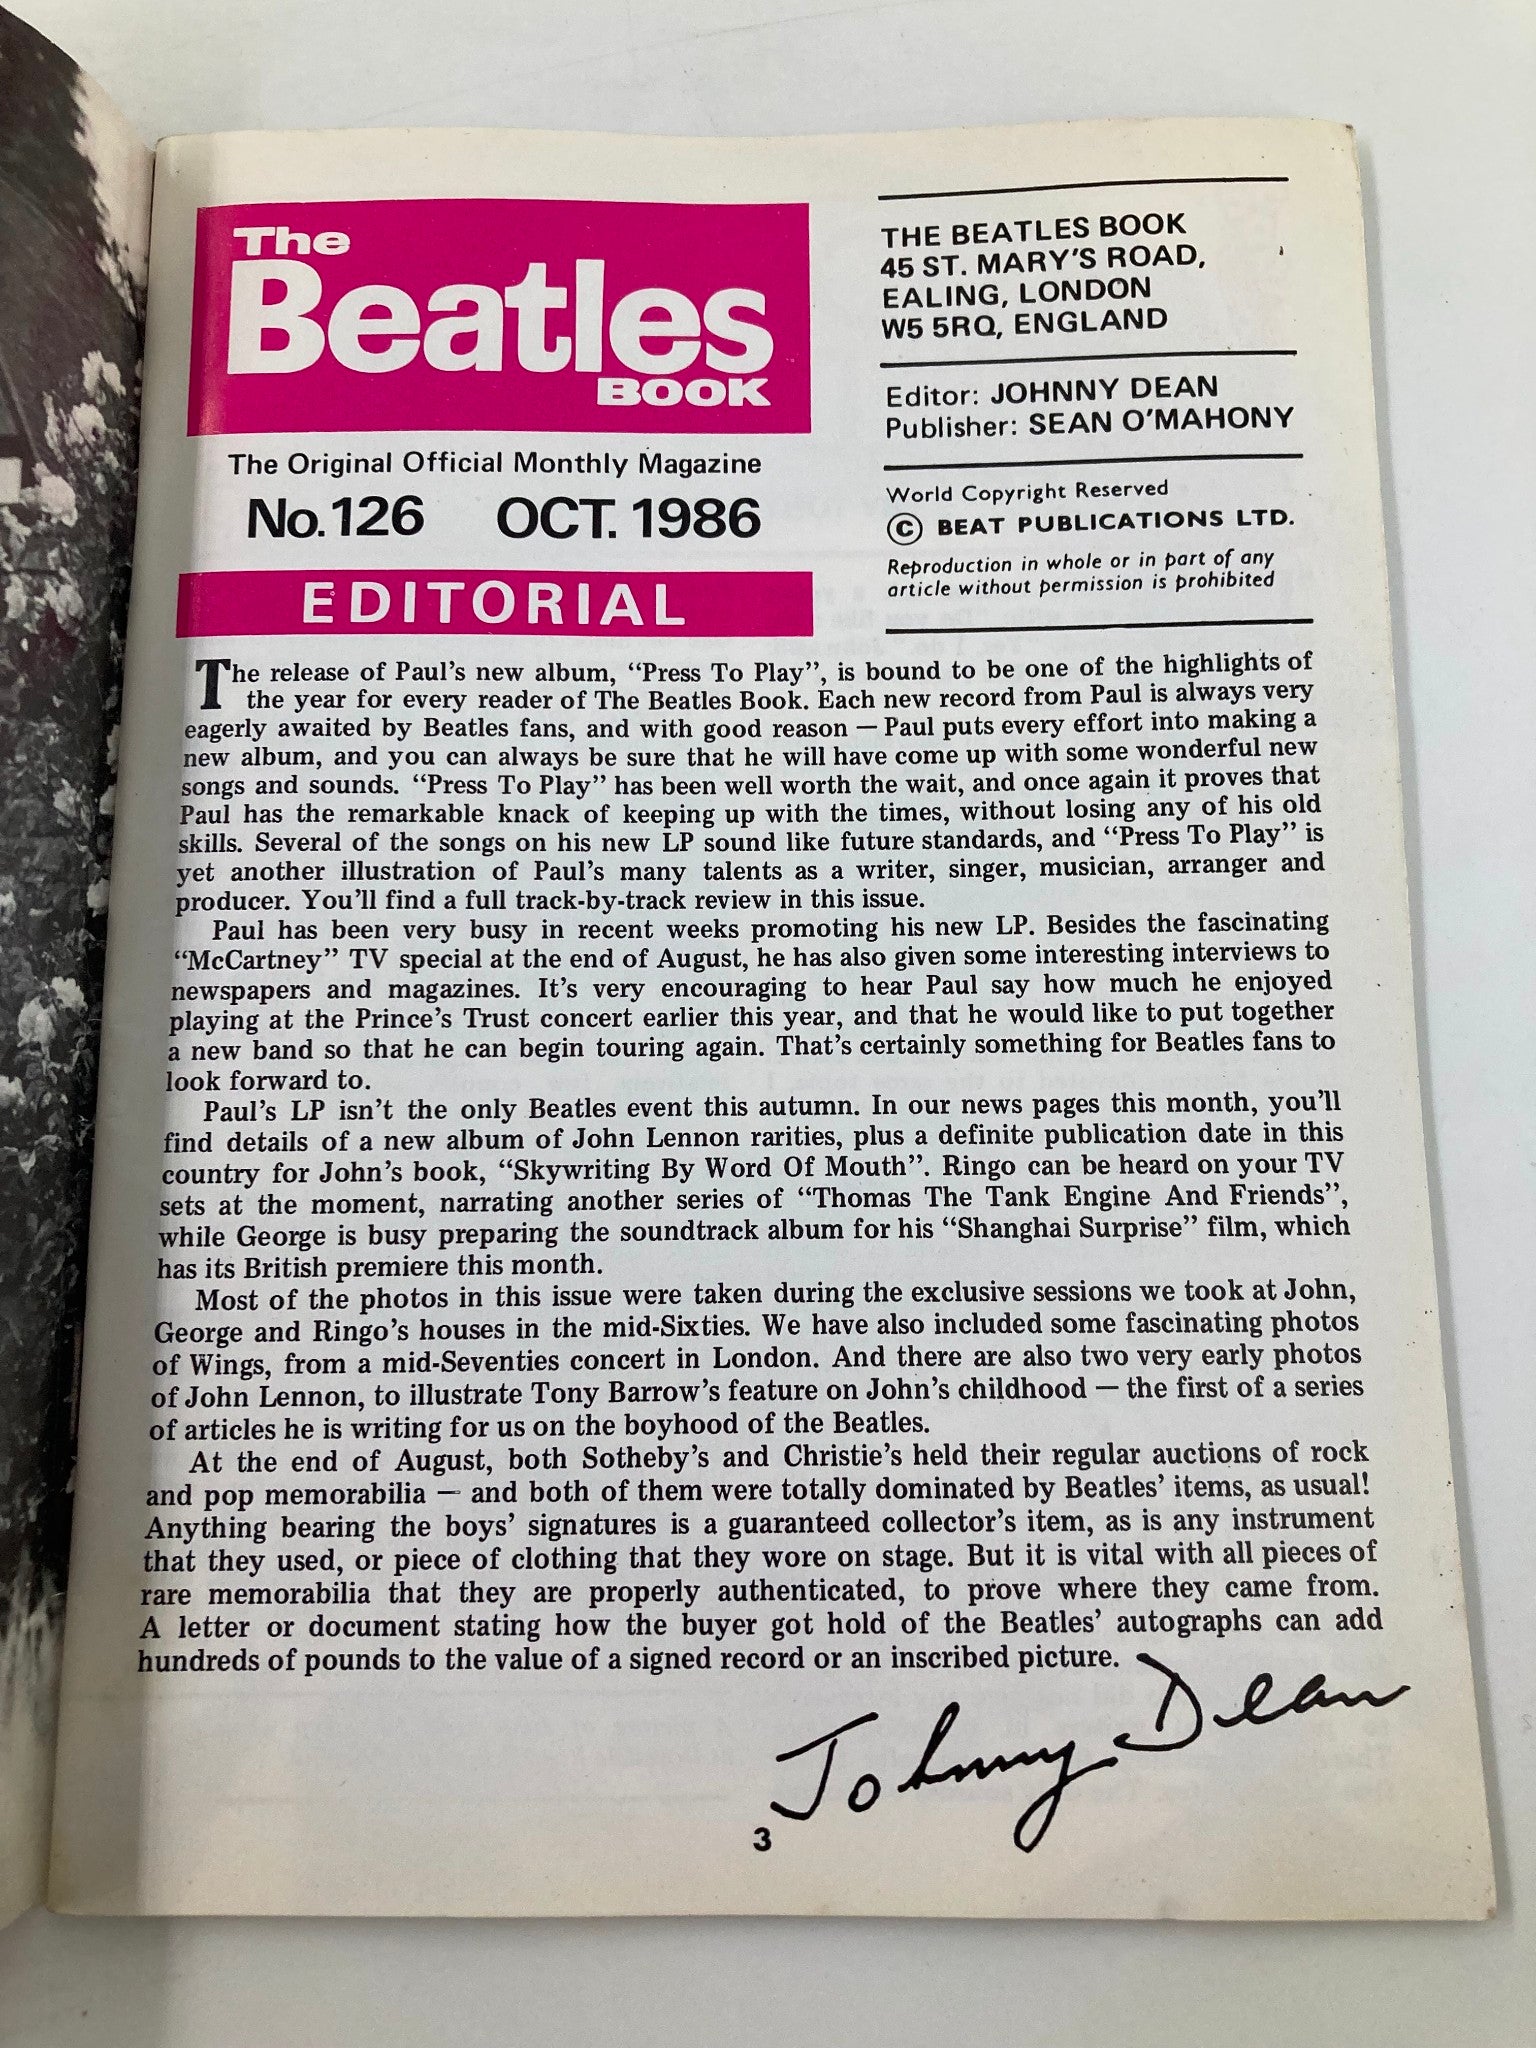 The
Beatles
BOOK
The Original Official Monthly Magazine
No. 126 OCT. 1986
THE BEATLES BOOK
45 ST. MARY'S ROAD,
EALING, LONDON
W5 5RQ, ENGLAND
Editor: JOHNNY DEAN
Publisher: SEAN O'MAHONY
World Copyright Reserved
© BEAT PUBLICATIONS LTD.
Reproduction in whole or in part of any
article without permission is prohibited
EDITORIAL
The release of Paul's new album, "Press To Play", is bound to be one of the highlights of
the year for every reader of The Beatles Book. Each new record from Paul is always very
eagerly awaited by Beatles fans, and with good reason — Paul puts every effort into making a
new album, and you can always be sure that he will have come up with some wonderful new
songs and sounds. "Press To Play" has been well worth the wait, and once again it proves that
Paul has the remarkable knack of keeping up with the times, without losing any of his old
skills. Several of the songs on his new LP sound like future standards, and "Press To Play" is
yet another illustration of Paul's many talents as a writer, singer, musician, arranger and
producer. You'll find a full track-by-track review in this issue.
Paul has been very busy in recent weeks promoting his new LP. Besides the fascinating
"McCartney" TV special at the end of August, he has also given some interesting interviews to
newspapers and magazines. It's very encouraging to hear Paul say how much he enjoyed
playing at the Prince's Trust concert earlier this year, and that he would like to put together
a new band so that he can begin touring again. That's certainly something for Beatles fans to
look forward to.
Paul's LP isn't the only Beatles event this autumn. In our news pages this month, you'll
find details of a new album of John Lennon rarities, plus a definite publication date in this
country for John's book, "Skywriting By Word Of Mouth". Ringo can be heard on your TV
sets at the moment, narrating another series of "Thomas The Tank Engine And Friends",
while George is busy preparing the soundtrack album for his "Shanghai Surprise" film, which
has its British premiere this month.
Most of the photos in this issue were taken during the exclusive sessions we took at John,
George and Ringo's houses in the mid-Sixties. We have also included some fascinating photos
of Wings, from a mid-Seventies concert in London. And there are also two very early photos
of John Lennon, to illustrate Tony Barrow's feature on John's childhood — the first of a series
of articles he is writing for us on the boyhood of the Beatles.
At the end of August, both Sotheby's and Christie's held their regular auctions of rock
and pop memorabilia — and both of them were totally dominated by Beatles' items, as usual!
Anything bearing the boys' signatures is a guaranteed collector's item, as is any instrument
that they used, or piece of clothing that they wore on stage. But it is vital with all pieces of
rare memorabilia that they are properly authenticated, to prove where they came from.
A letter or document stating how the buyer got hold of the Beatles' autographs can add
hundreds of pounds to the value of a signed record or an inscribed picture.
Johnny Dean
3